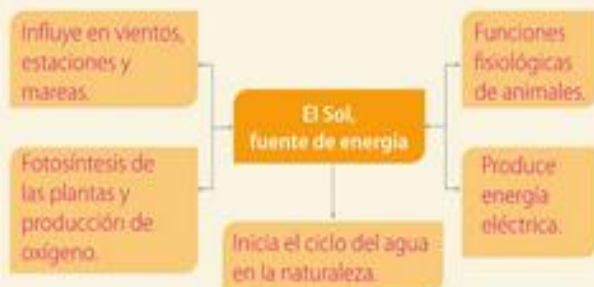 Influye en vientos,
estaciones y
mareas.
Fotosíntesis de
las plantas y
producción de
oxígeno.
El Sol,
fuente de energía
Inicia el ciclo del agua
en la naturaleza.
Funciones
fisiológicas
de animales.
Produce
energía
eléctrica.